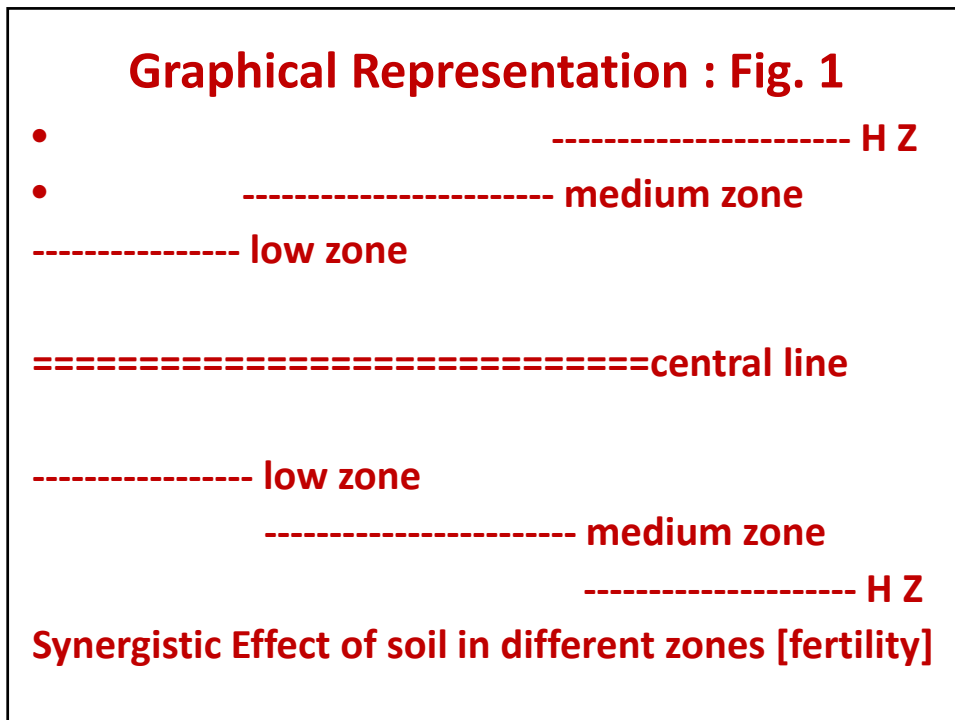 Graphical Representation : Fig. 1
• ----------------------- H Z
• ------------------------ medium zone
---------------- low zone
=============================central line
----------------- low zone
------------------------ medium zone
--------------------- H Z
Synergistic Effect of soil in different zones [fertility]